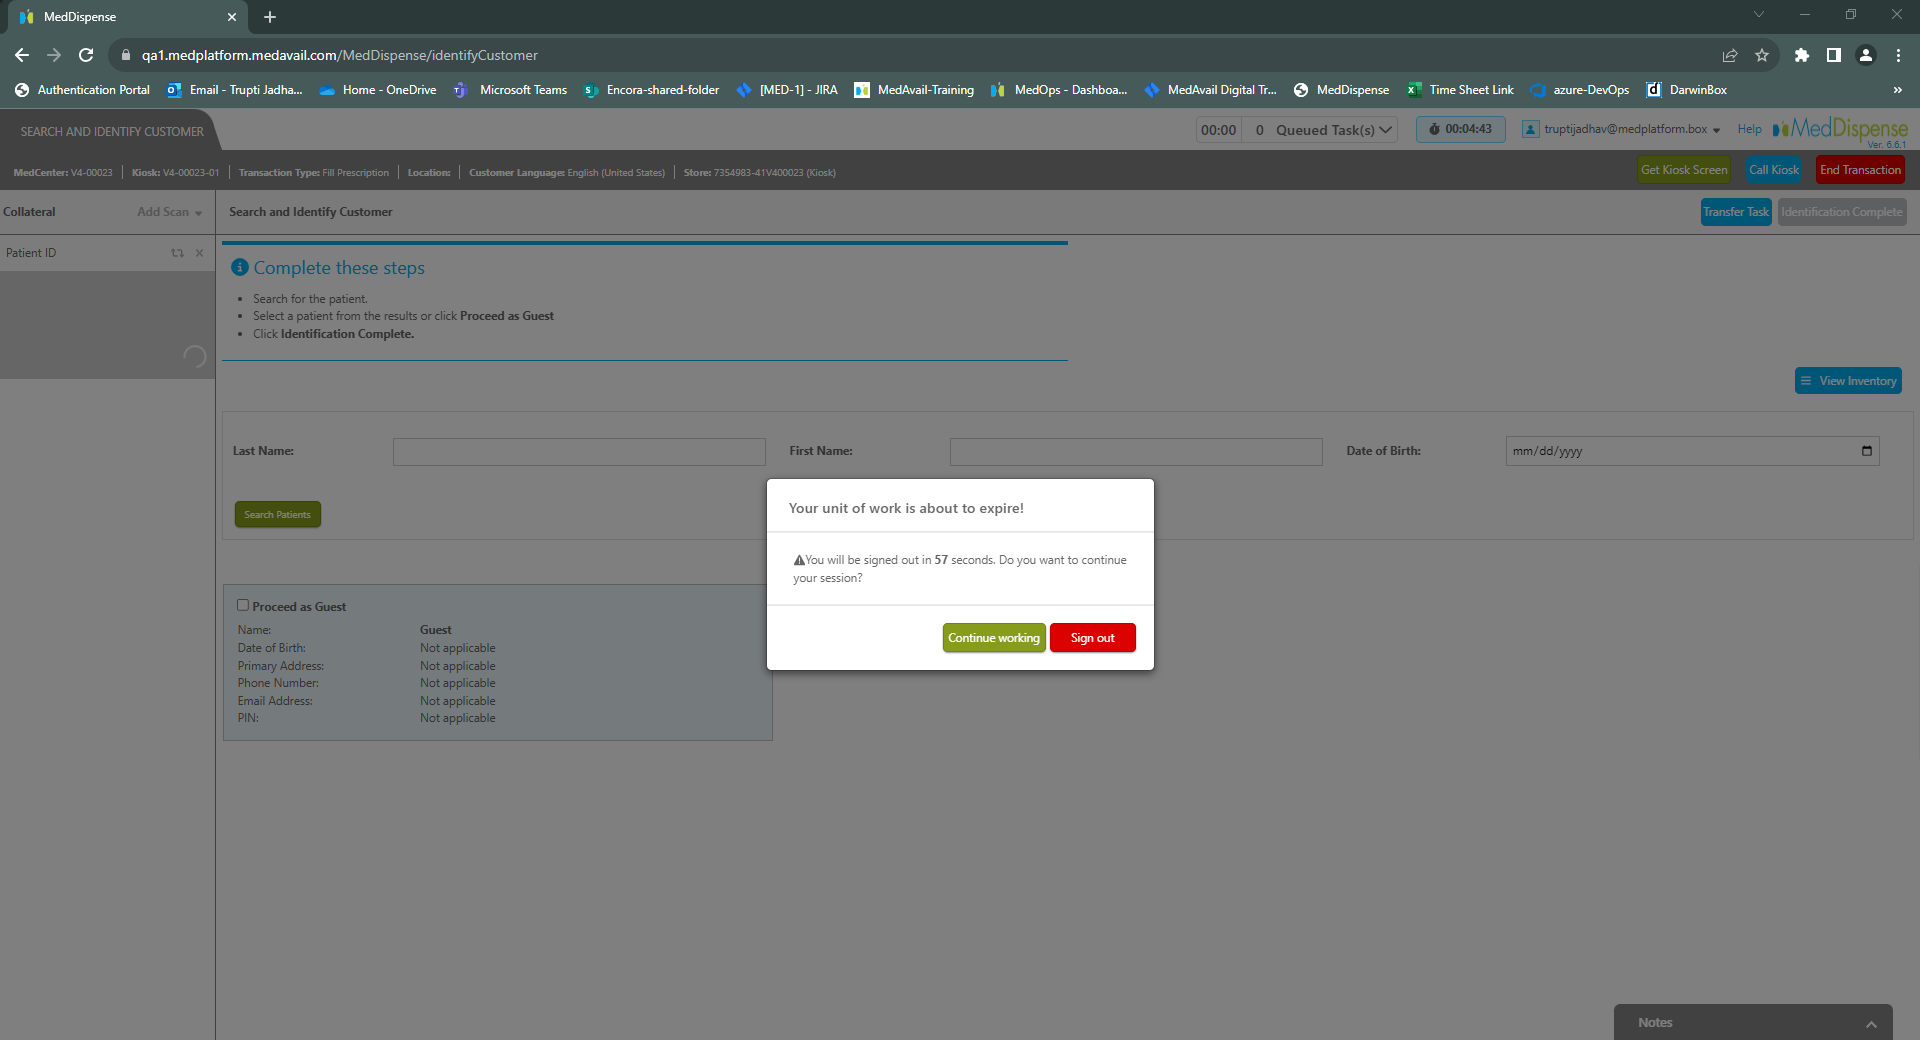 MedDispense
qa1.medplatform.medavail.com/MedDispense/identifyCustomer
Authentication Portal
Email - Trupti Jadha...
Home - OneDrive
Microsoft Teams
Encora-shared-folder
[MED-1] - JIRA
MedAvail-Training
MedOps - Dashboa...
MedAvail Digital Tr...
MedDispense
Time Sheet Link
azure-DevOps
DarwinBox
SEARCH AND IDENTIFY CUSTOMER
00:00
0 Queued Task(s)
00:04:43
truptijadhav@medplatform.box
Help
MedDispense
Ver. 6.6.1
MedCenter: V4-00023
Kiosk: V4-00023-01
Transaction Type: Fill Prescription
Location:
Customer Language: English (United States)
Store: 7354983-41V400023 (Kiosk)
Get Kiosk Screen
Call Kiosk
End Transaction
Collateral
Add Scan
Search and Identify Customer
Transfer Task
Identification Complete
Patient ID
Complete these steps
• Search for the patient.
• Select a patient from the results or click Proceed as Guest
• Click Identification Complete.
View Inventory
Last Name:
First Name:
Date of Birth:
mm/dd/yyyy
Search Patients
Your unit of work is about to expire!
You will be signed out in 57 seconds. Do you want to continue
your session?
Continue working
Sign out
Proceed as Guest
Name: Guest
Date of Birth: Not applicable
Primary Address: Not applicable
Phone Number: Not applicable
Email Address: Not applicable
PIN: Not applicable
Notes